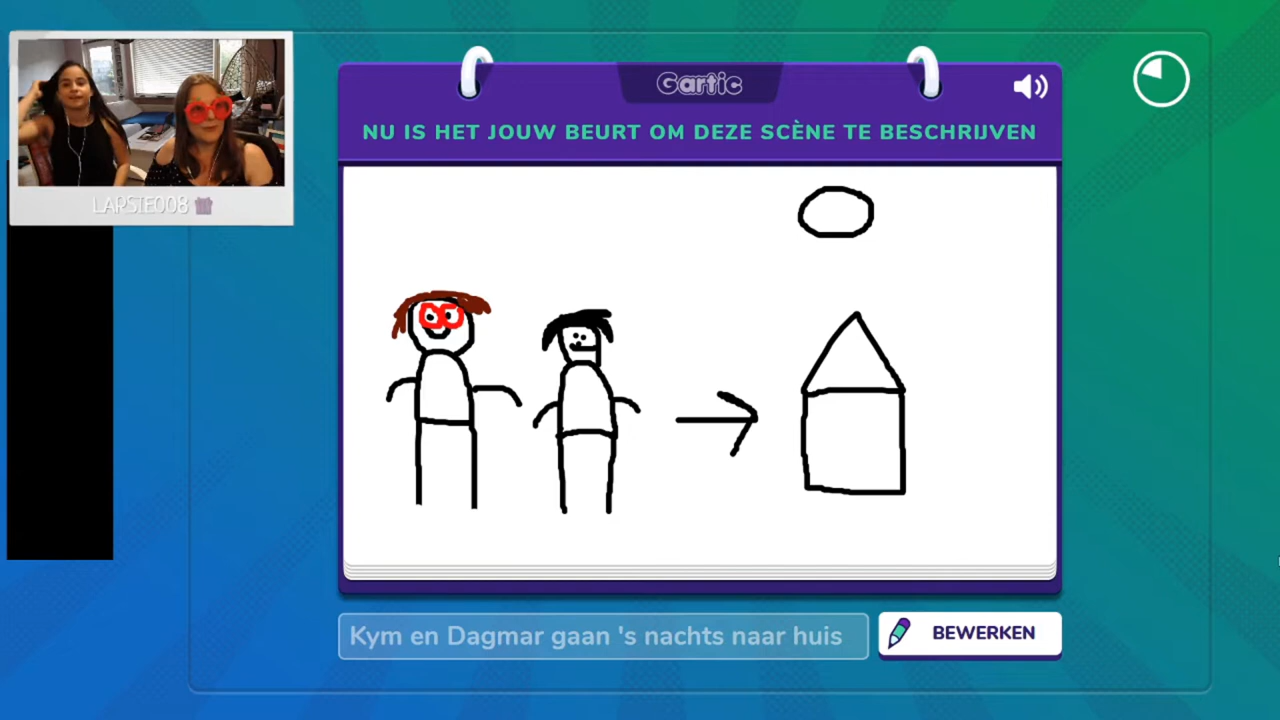 Gartic
NU IS HET JOUW BEURT OM DEZE SCÈNE TE BESCHRIJVEN
LAPSIE008
Kym en Dagmar gaan 's nachts naar huis
BEWERKEN